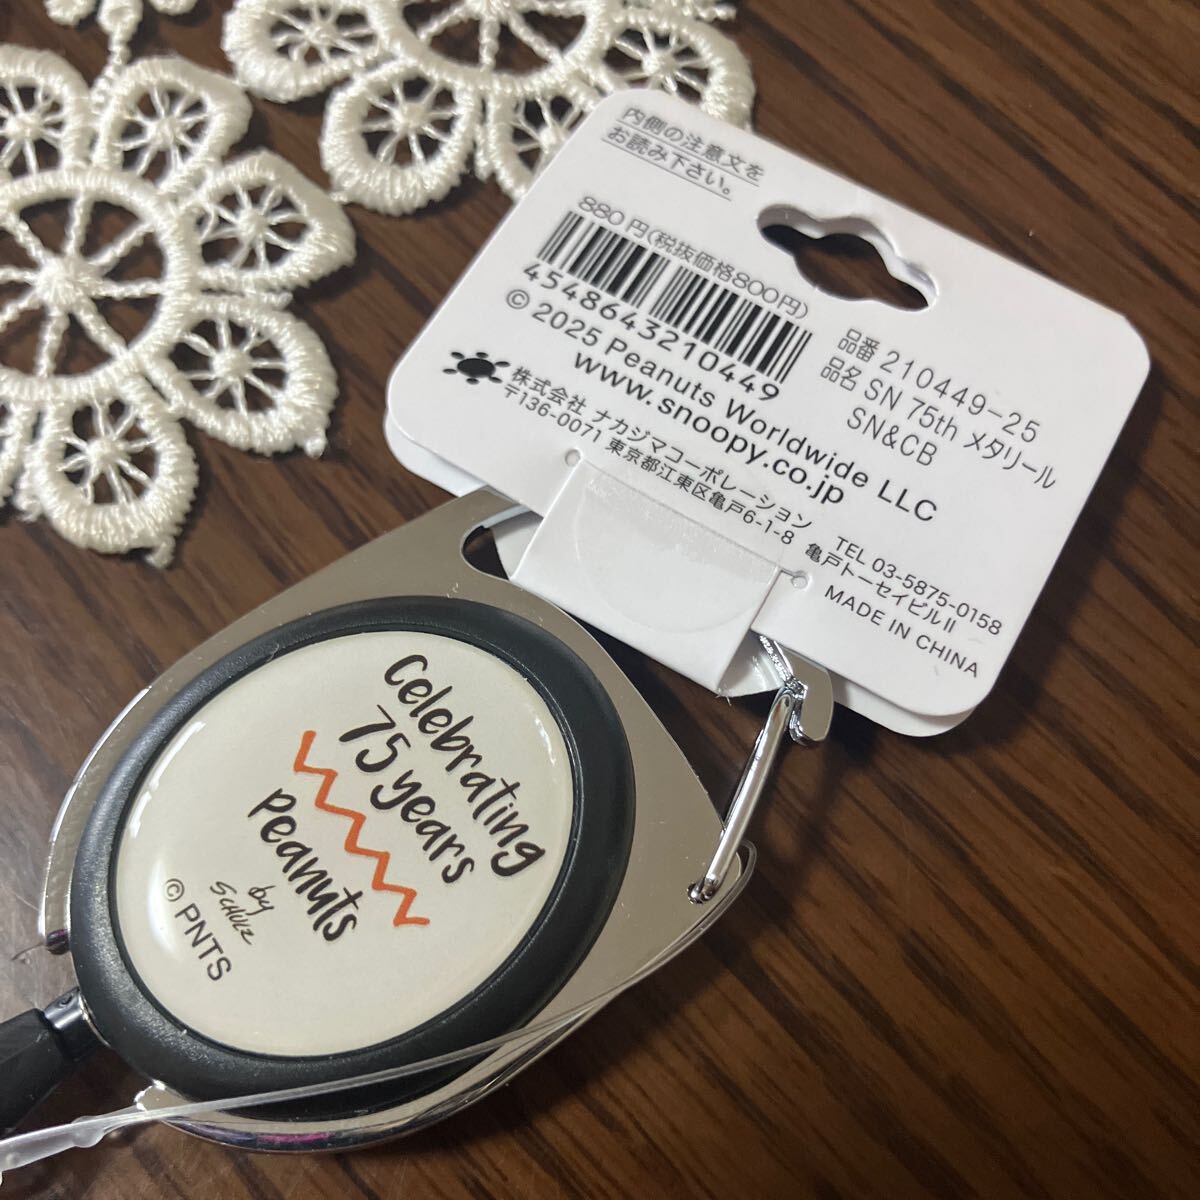 内側の注意文を
お読み下さい。
880円(税抜価格800円)
4548643210449
品番 210449-25
品名 SN 75th メタリール
SN&CB
© 2025 Peanuts Worldwide LLC
www.snoopy.co.jp
株式会社 ナカジマコーポレーション
〒136-0071 東京都江東区亀戸6-1-8 亀戸トーセイビルⅡ
TEL 03-5875-0158
MADE IN CHINA
Celebrating
75 years
Peanuts
by
SCHULZ
© PNTS